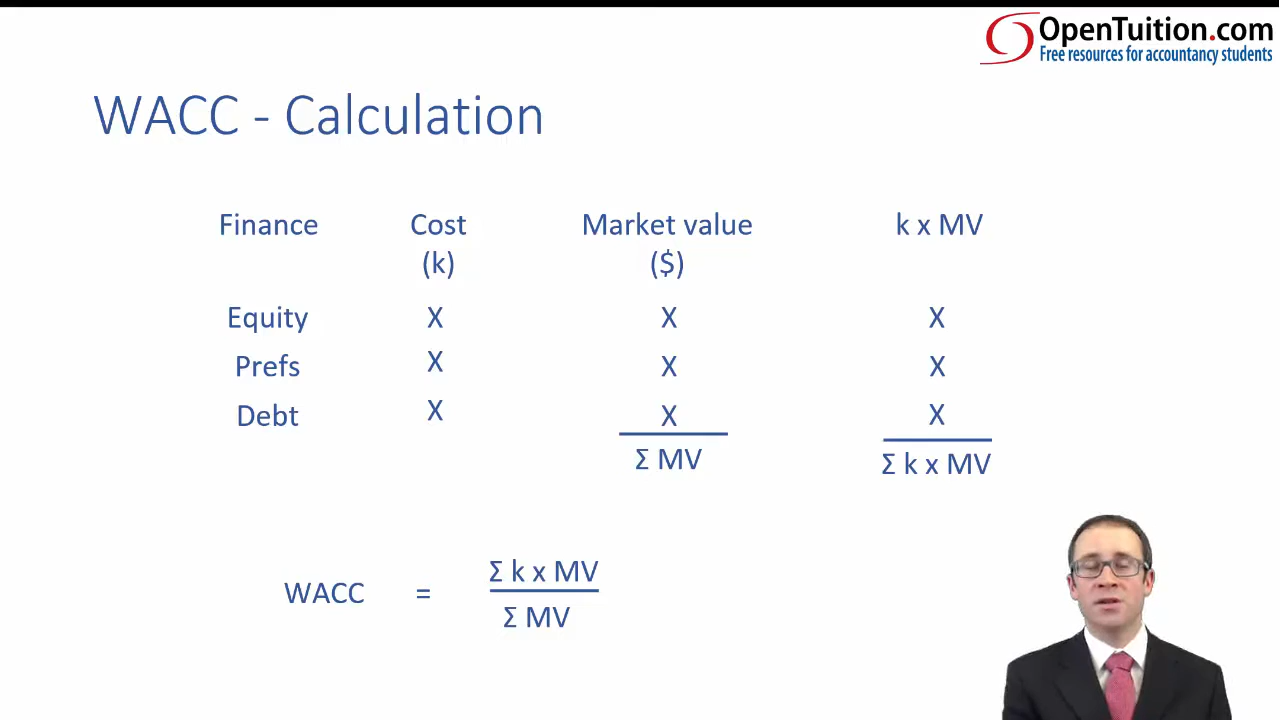 OpenTuition.com
Free resources for accountancy students
WACC - Calculation
Finance Cost Market value k x MV
(k) ($)
Equity X X X
Prefs X X X
Debt X X X
Σ MV Σ k x MV
Σ k x MV
WACC =
Σ MV